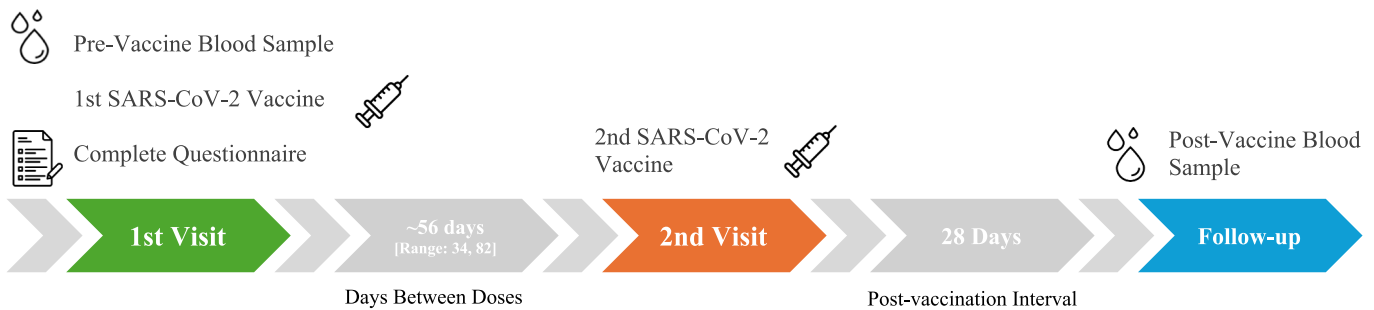 Pre-Vaccine Blood Sample
1st SARS-CoV-2 Vaccine
Complete Questionnaire
2nd SARS-CoV-2
Vaccine
Post-Vaccine Blood
Sample
1st Visit
~56 days
[Range: 34, 82]
2nd Visit
28 Days
Follow-up
Days Between Doses
Post-vaccination Interval